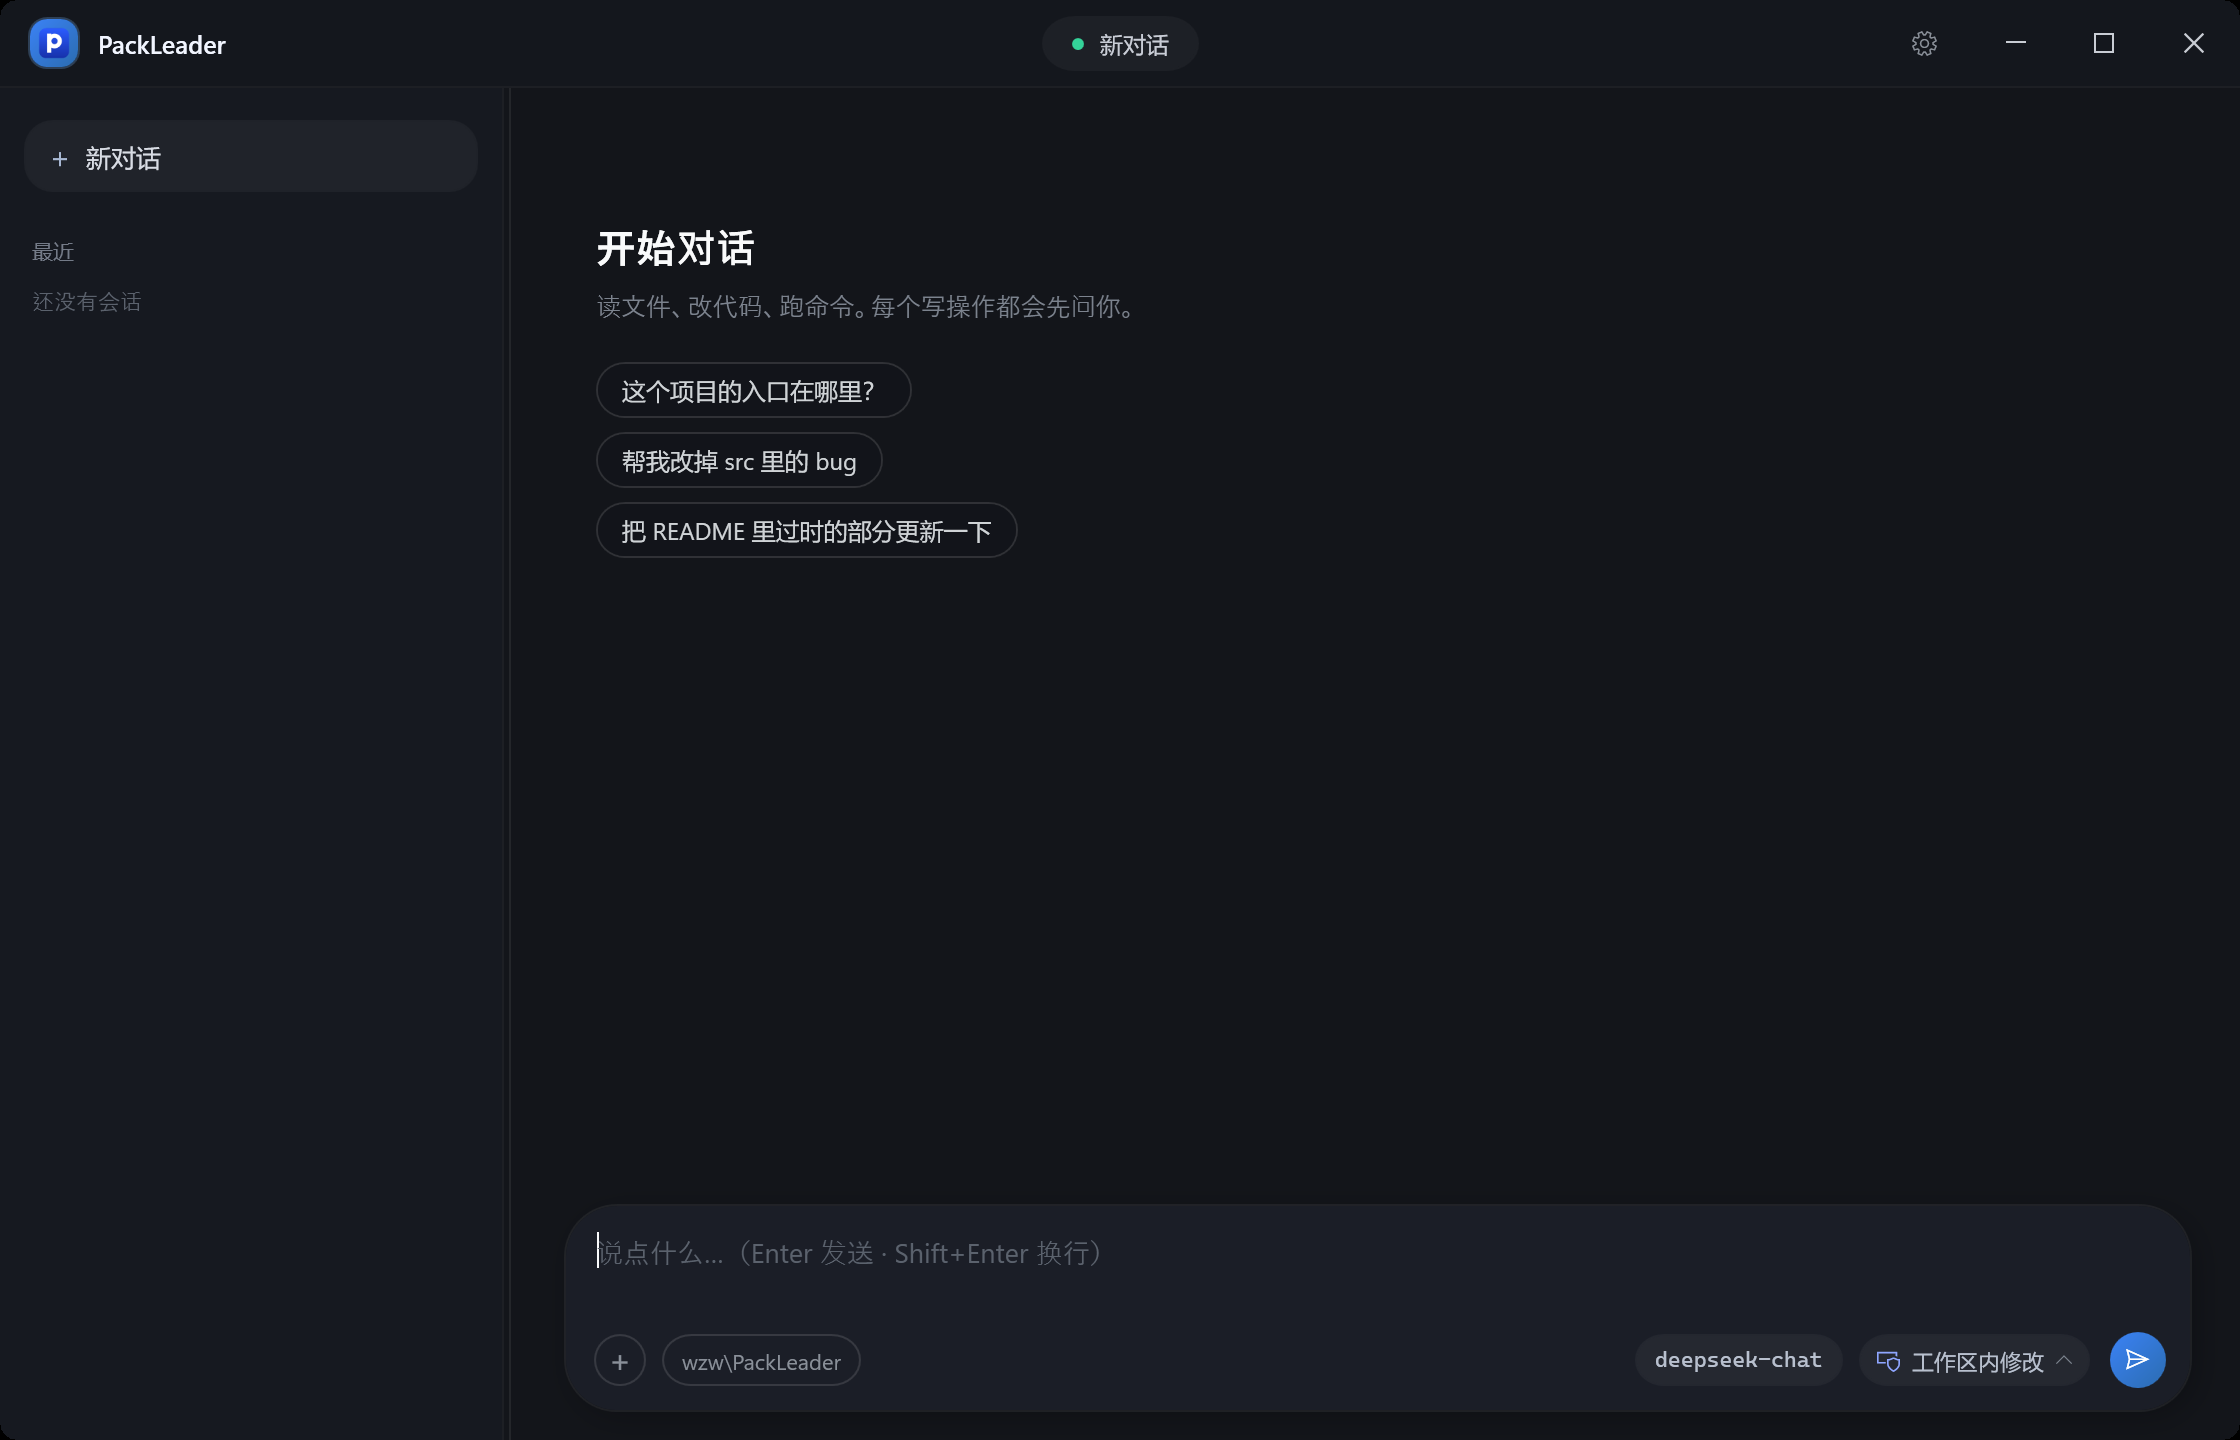 PackLeader
新对话
+ 新对话
最近
还没有会话
开始对话
读文件、改代码、跑命令。每个写操作都会先问你。
这个项目的入口在哪里？
帮我改掉 src 里的 bug
把 README 里过时的部分更新一下
说点什么…（Enter 发送 · Shift+Enter 换行）
+ wzw\PackLeader deepseek-chat 工作区内修改